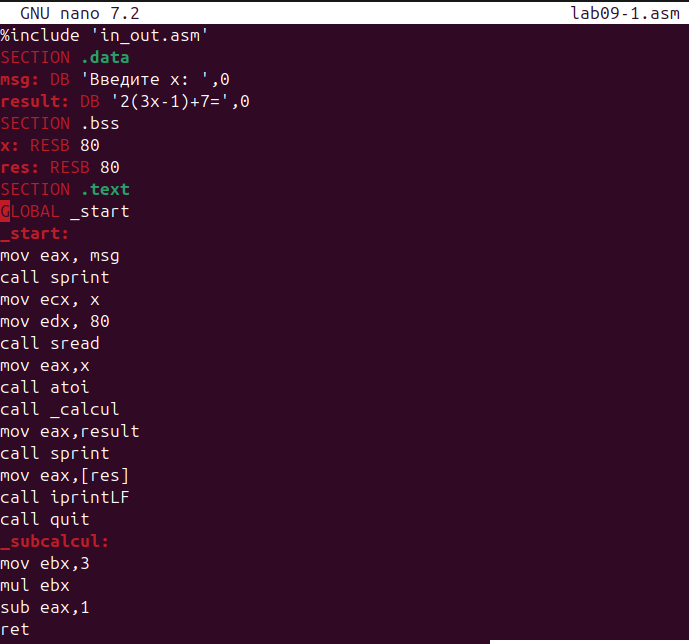 GNU nano 7.2 lab09-1.asm
%include 'in_out.asm'
SECTION .data
msg: DB 'Введите x: ',0
result: DB '2(3x-1)+7=',0
SECTION .bss
x: RESB 80
res: RESB 80
SECTION .text
GLOBAL _start
_start:
mov eax, msg
call sprint
mov ecx, x
mov edx, 80
call sread
mov eax,x
call atoi
call _calcul
mov eax,result
call sprint
mov eax,[res]
call iprintLF
call quit
_subcalcul:
mov ebx,3
mul ebx
sub eax,1
ret